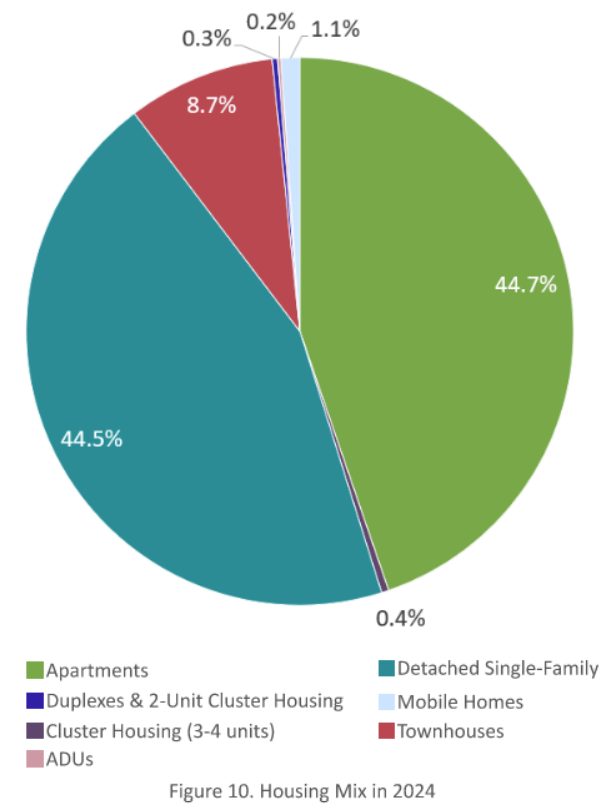 0.2%
1.1%
0.3%
8.7%
44.7%
44.5%
0.4%
Apartments
Detached Single-Family
Duplexes & 2-Unit Cluster Housing
Mobile Homes
Cluster Housing (3-4 units)
Townhouses
ADUs
Figure 10. Housing Mix in 2024